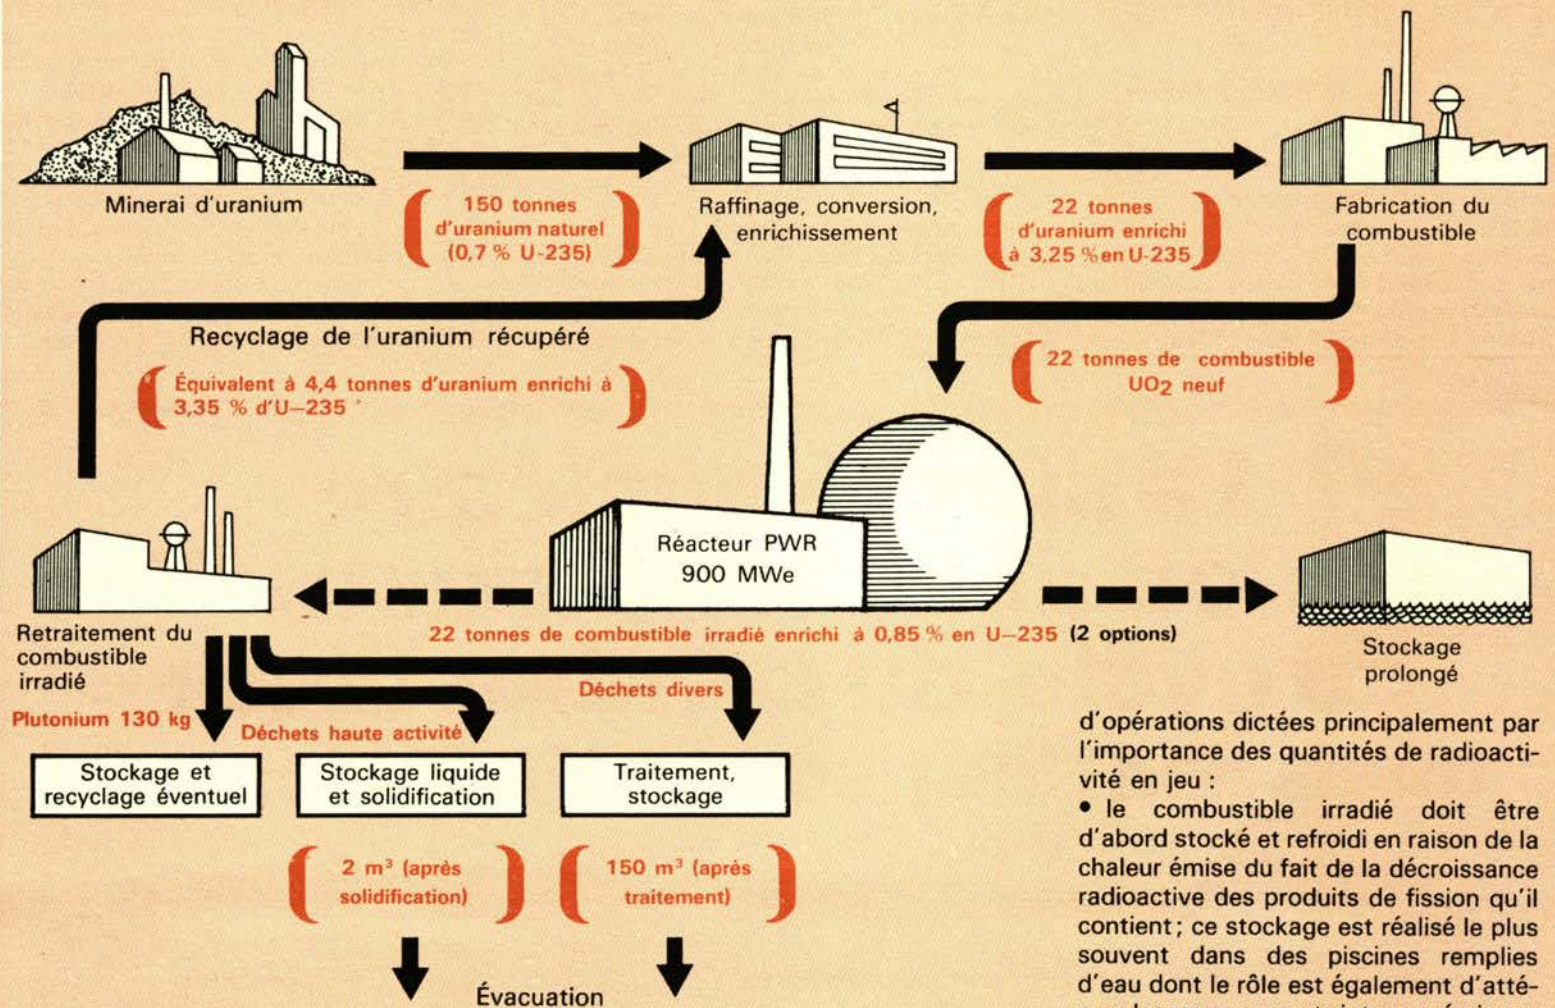 Minerai d'uranium
150 tonnes
d'uranium naturel
(0,7 % U-235)
Raffinage, conversion,
enrichissement
22 tonnes
d'uranium enrichi
à 3,25 % en U-235
Fabrication du
combustible
Recyclage de l'uranium récupéré
Équivalent à 4,4 tonnes d'uranium enrichi à
3,35 % d'U—235
22 tonnes de combustible
UO2 neuf
Réacteur PWR
900 MWe
22 tonnes de combustible irradié enrichi à 0,85 % en U—235 (2 options)
Retraitement du
combustible
irradié
Stockage
prolongé
Plutonium 130 kg
Déchets haute activité
Déchets divers
Stockage et
recyclage éventuel
Stockage liquide
et solidification
Traitement,
stockage
2 m³ (après
solidification)
150 m³ (après
traitement)
Évacuation
d'opérations dictées principalement par
l'importance des quantités de radioacti-
vité en jeu :
• le combustible irradié doit être
d'abord stocké et refroidi en raison de la
chaleur émise du fait de la décroissance
radioactive des produits de fission qu'il
contient ; ce stockage est réalisé le plus
souvent dans des piscines remplies
d'eau dont le rôle est également d'atté-